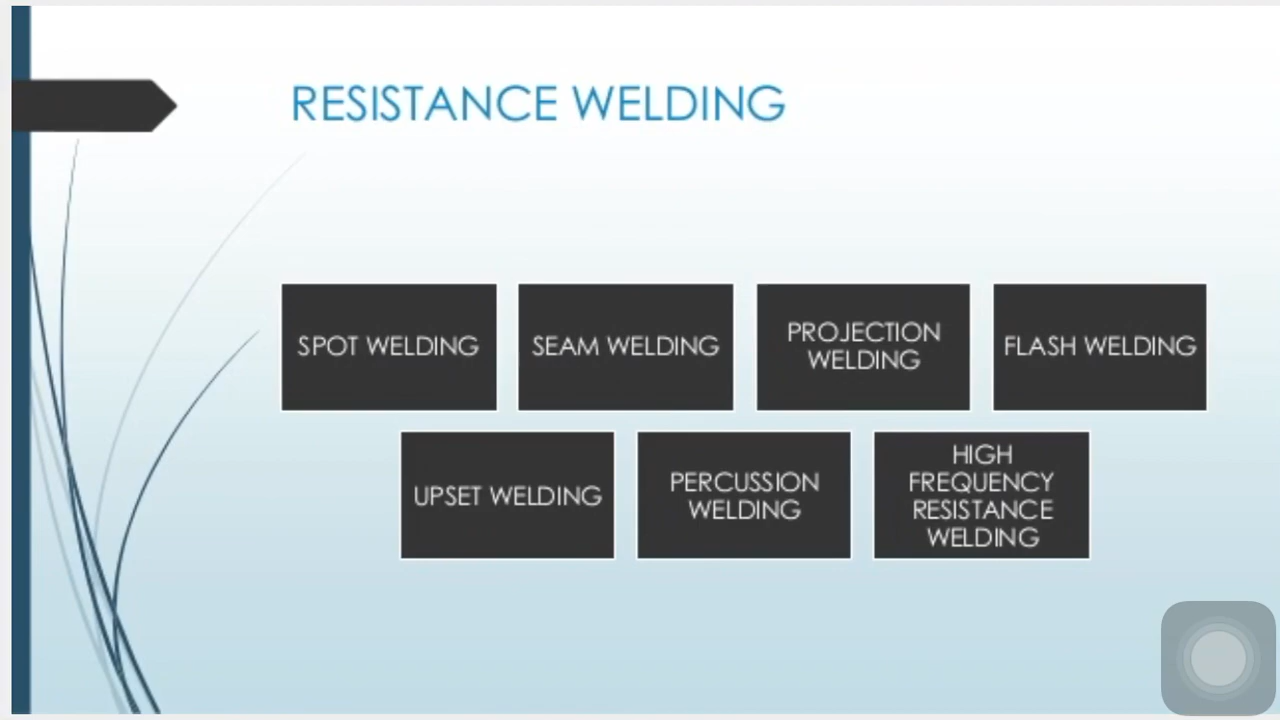 RESISTANCE WELDING
SPOT WELDING
SEAM WELDING
PROJECTION
WELDING
FLASH WELDING
UPSET WELDING
PERCUSSION
WELDING
HIGH
FREQUENCY
RESISTANCE
WELDING